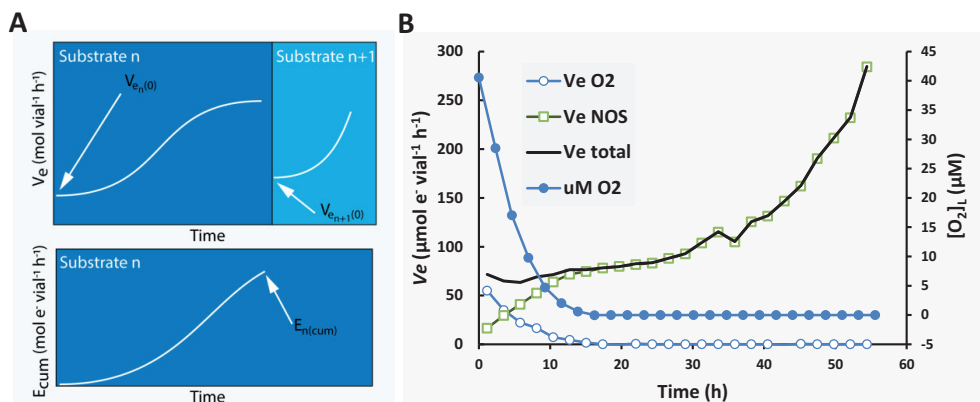 A
Substrate n
Substrate n+1
Ve_n(0)
Ve_n+1(0)
Ve (mol vial-1 h-1)
Time
Substrate n
E_n(cum)
Ecum (mol e- vial-1 h-1)
Time
B
300
250
200
150
100
50
0
Ve (µmol e- vial-1 h-1)
Ve O2
Ve NOS
Ve total
uM O2
45
40
35
30
25
20
15
10
5
0
-5
[O2]L (µM)
0
10
20
30
40
50
60
Time (h)